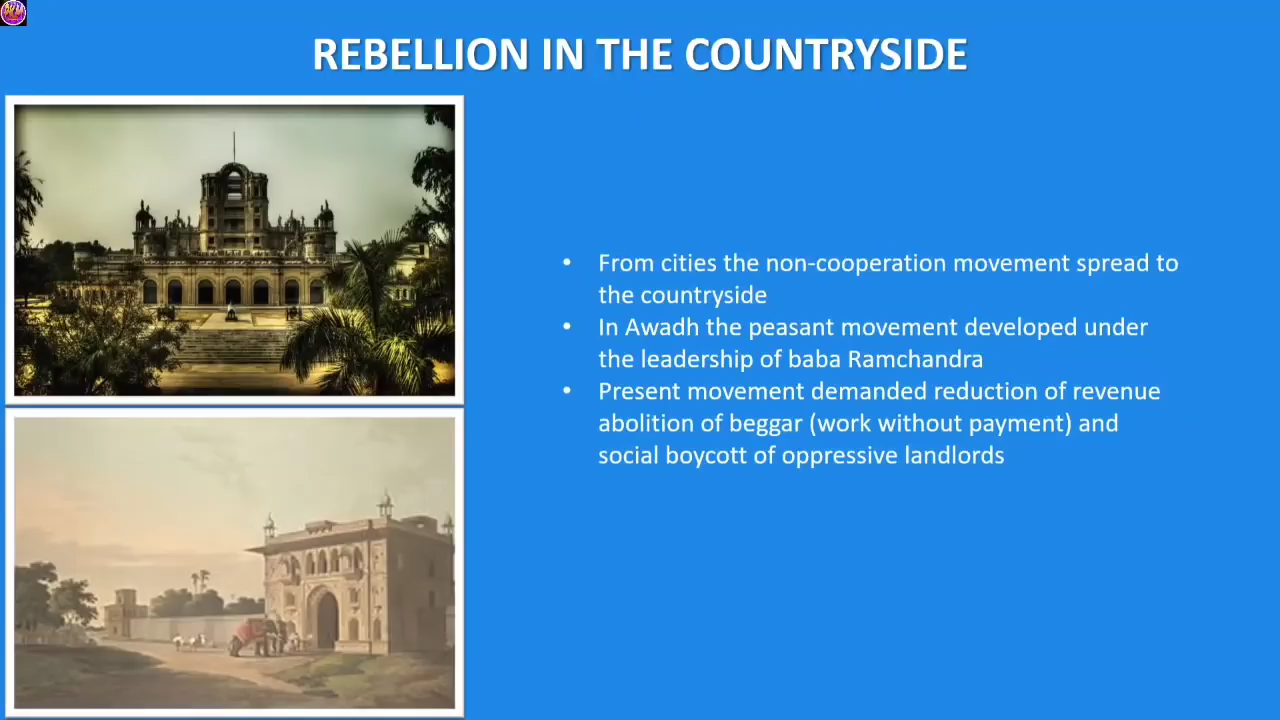 REBELLION IN THE COUNTRYSIDE
• From cities the non-cooperation movement spread to
the countryside
• In Awadh the peasant movement developed under
the leadership of baba Ramchandra
• Present movement demanded reduction of revenue
abolition of beggar (work without payment) and
social boycott of oppressive landlords